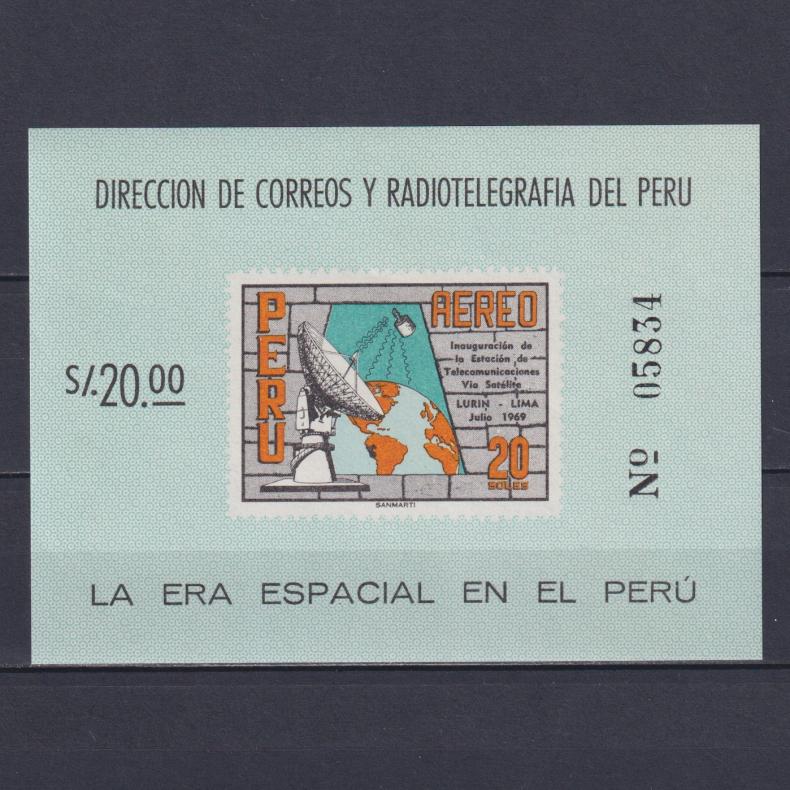 DIRECCION DE CORREOS Y RADIOTELEGRAFIA DEL PERU
S/.20.00
PERU
AEREO
Inauguración de
la Estación de
Telecomunicaciones
Via Satélite
LURIN - LIMA
Julio 1969
20
SOLES
SANMARTI
Nº 05834
LA ERA ESPACIAL EN EL PERÚ